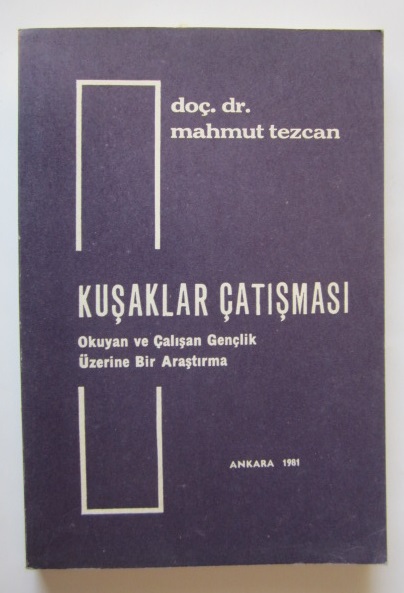 doç. dr.
mahmut tezcan
KUŞAKLAR ÇATIŞMASI
Okuyan ve Çalışan Gençlik
Üzerine Bir Araştırma
ANKARA 1981